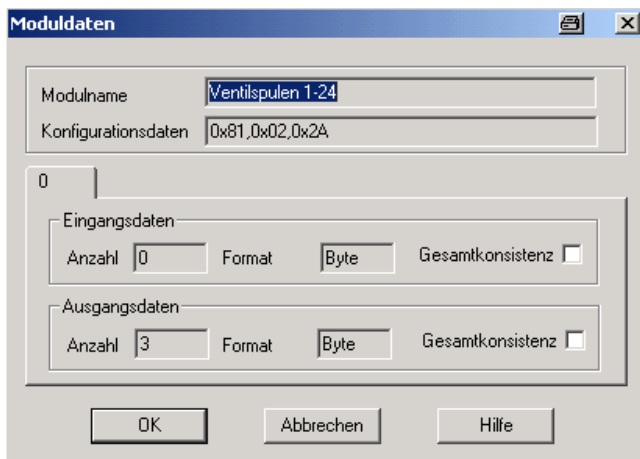 Moduldaten
Modulname Ventilspulen 1-24
Konfigurationsdaten 0x81,0x02,0x2A
0
Eingangsdaten
Anzahl 0 Format Byte Gesamtkonsistenz
Ausgangsdaten
Anzahl 3 Format Byte Gesamtkonsistenz
OK Abbrechen Hilfe